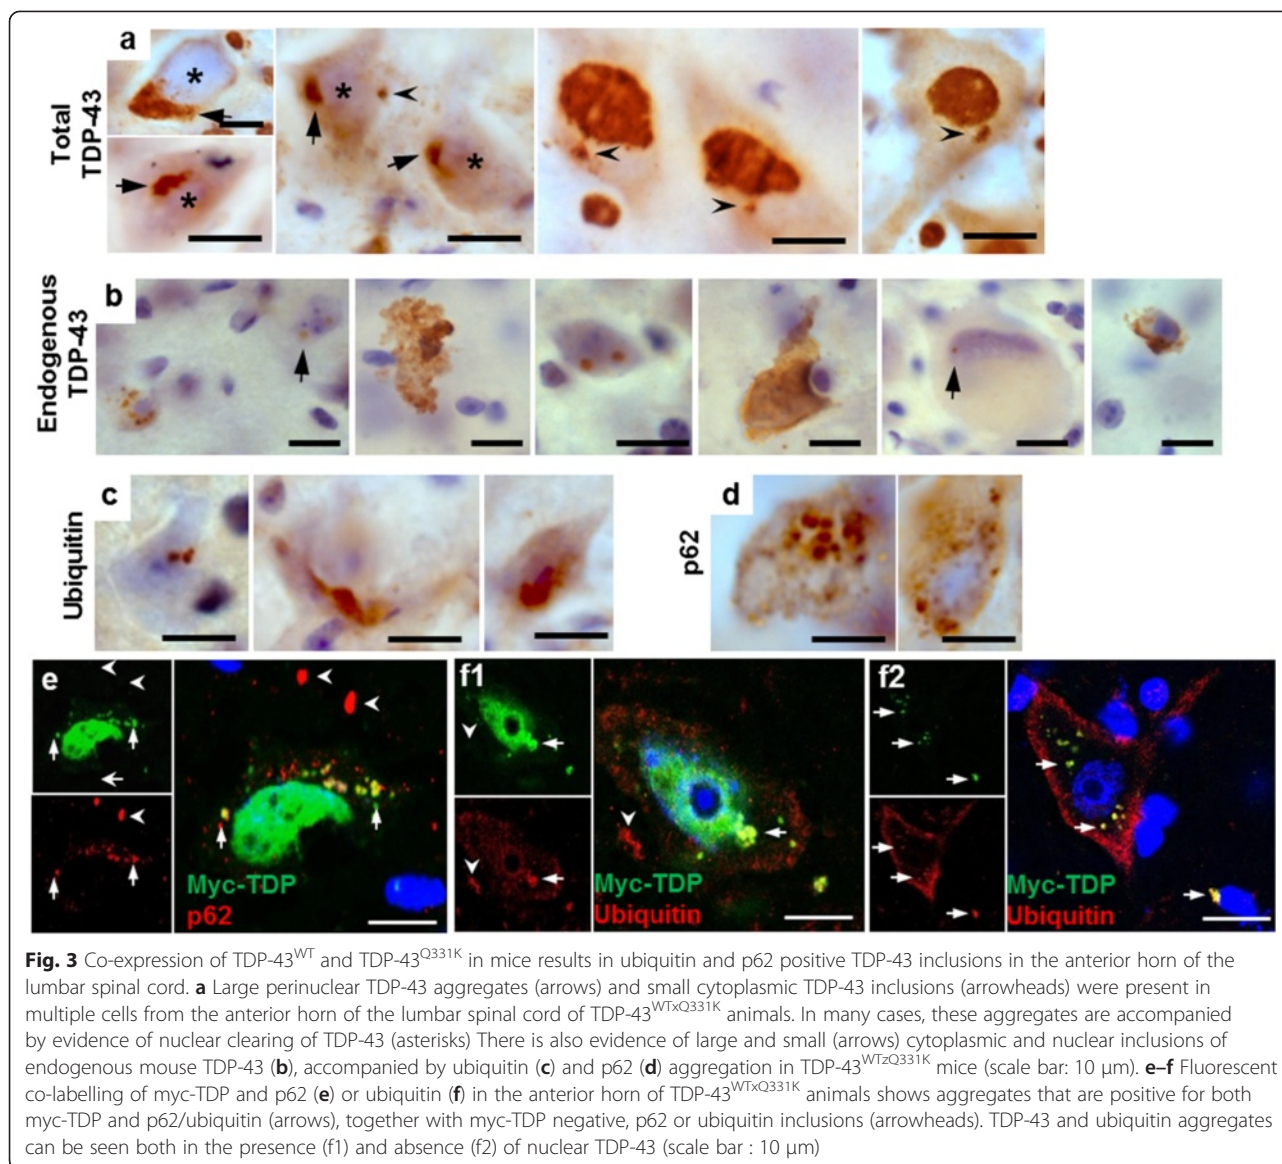 a
Total
TDP-43
* * * * *
b
Endogenous
TDP-43
c
Ubiquitin
d
p62
e
Myc-TDP
p62
f1
Myc-TDP
Ubiquitin
f2
Myc-TDP
Ubiquitin
Fig. 3 Co-expression of TDP-43WT and TDP-43Q331K in mice results in ubiquitin and p62 positive TDP-43 inclusions in the anterior horn of the
lumbar spinal cord. a Large perinuclear TDP-43 aggregates (arrows) and small cytoplasmic TDP-43 inclusions (arrowheads) were present in
multiple cells from the anterior horn of the lumbar spinal cord of TDP-43WTxQ331K animals. In many cases, these aggregates are accompanied
by evidence of nuclear clearing of TDP-43 (asterisks) There is also evidence of large and small (arrows) cytoplasmic and nuclear inclusions of
endogenous mouse TDP-43 (b), accompanied by ubiquitin (c) and p62 (d) aggregation in TDP-43WTzQ331K mice (scale bar: 10 μm). e–f Fluorescent
co-labelling of myc-TDP and p62 (e) or ubiquitin (f) in the anterior horn of TDP-43WTxQ331K animals shows aggregates that are positive for both
myc-TDP and p62/ubiquitin (arrows), together with myc-TDP negative, p62 or ubiquitin inclusions (arrowheads). TDP-43 and ubiquitin aggregates
can be seen both in the presence (f1) and absence (f2) of nuclear TDP-43 (scale bar : 10 μm)